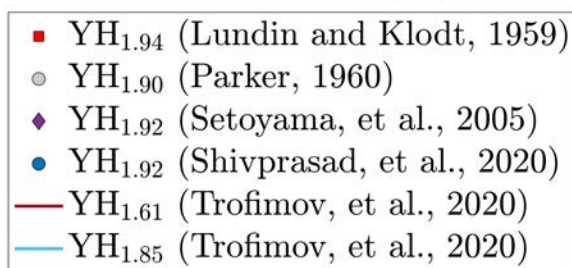 YH1.94 (Lundin and Klodt, 1959)
YH1.90 (Parker, 1960)
YH1.92 (Setoyama, et al., 2005)
YH1.92 (Shivprasad, et al., 2020)
YH1.61 (Trofimov, et al., 2020)
YH1.85 (Trofimov, et al., 2020)